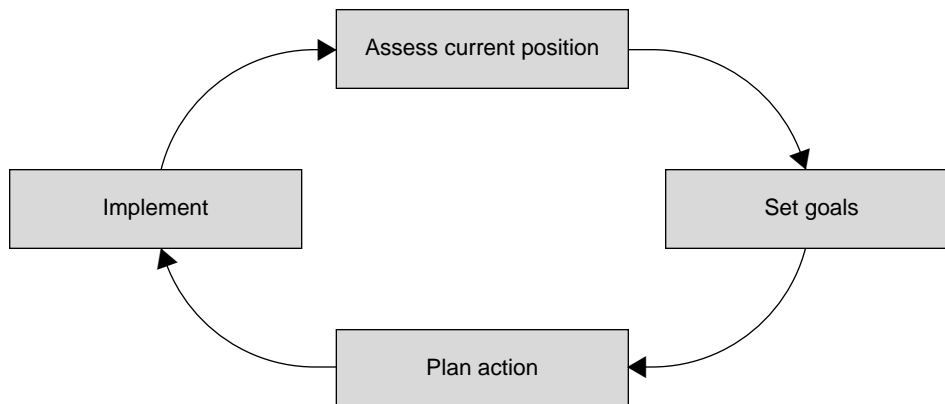 Assess current position
Implement
Set goals
Plan action